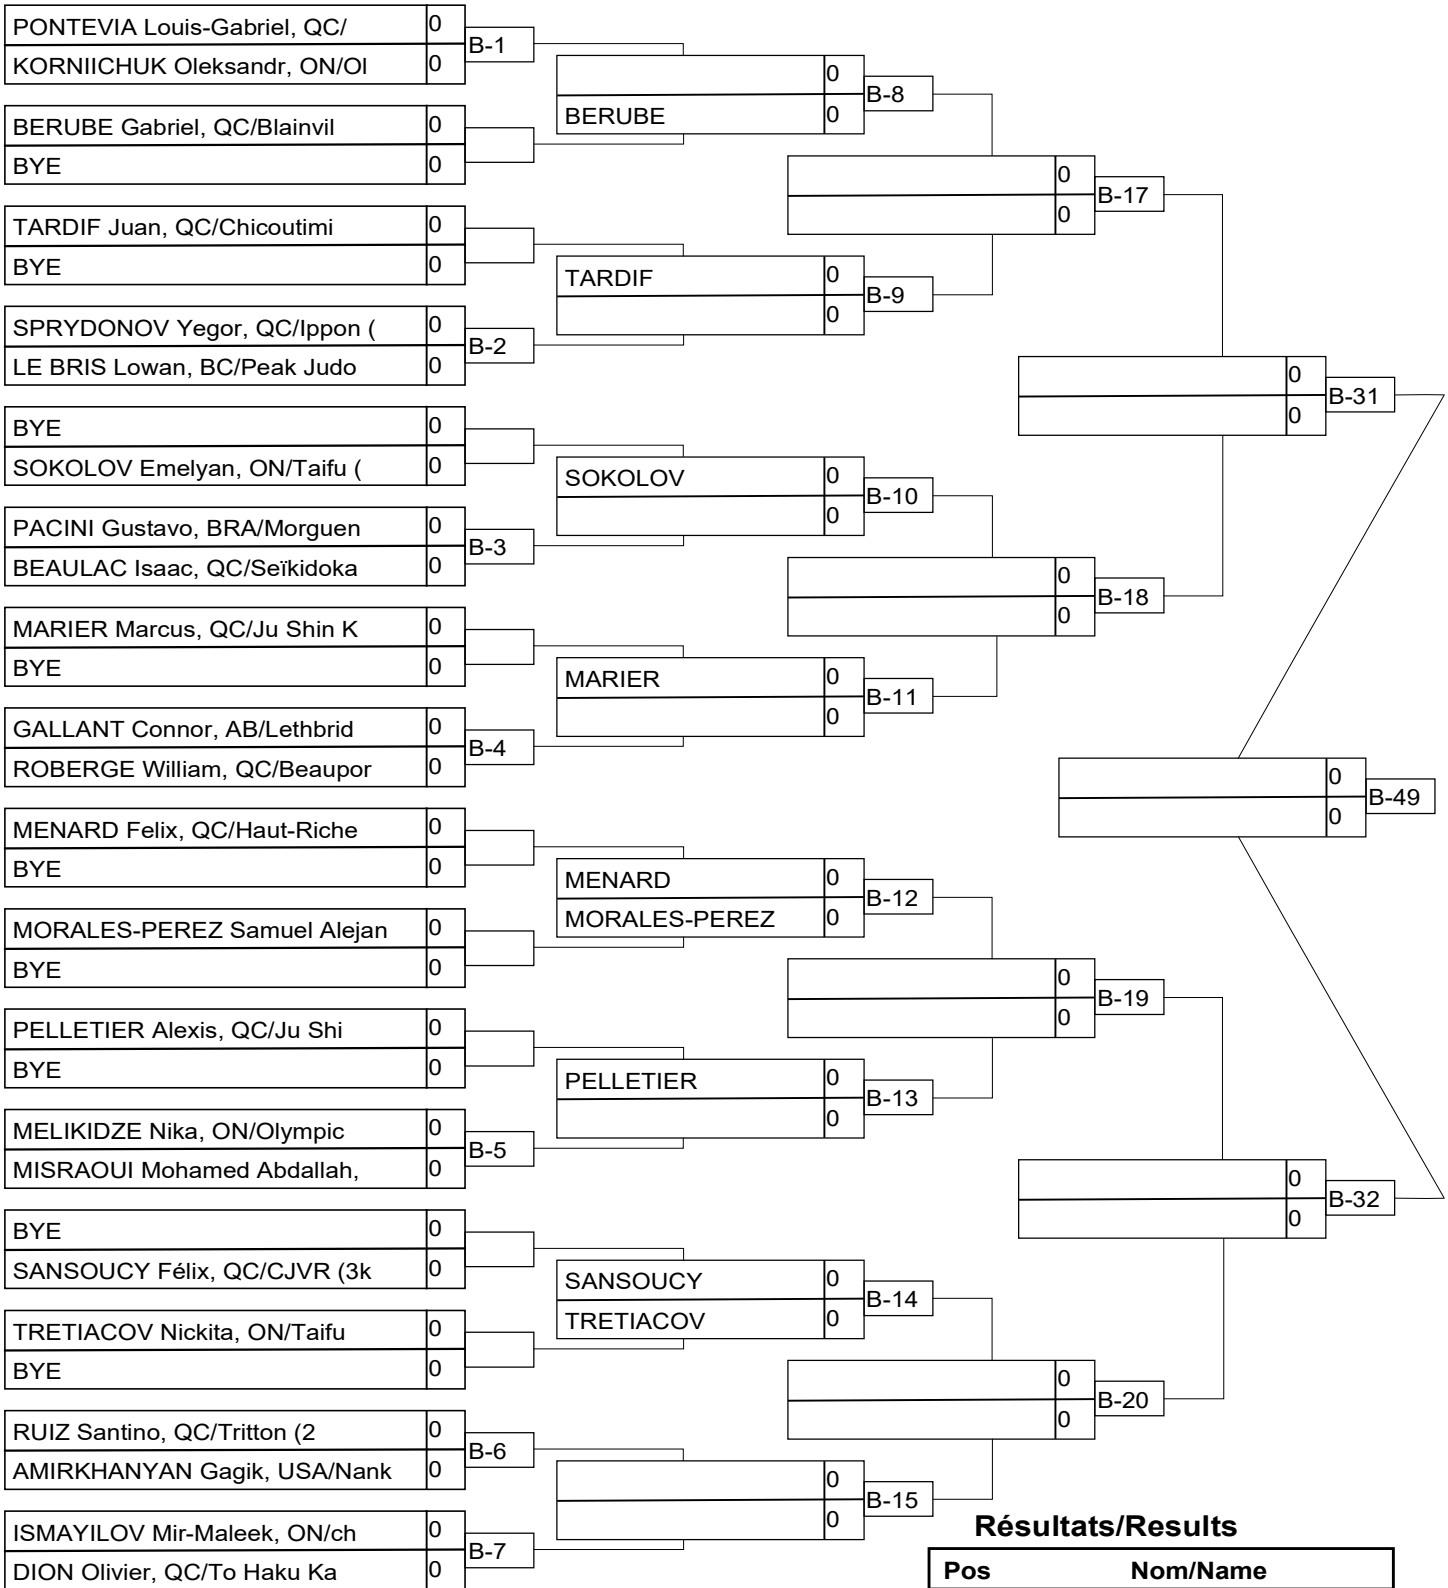 PONTEVIA Louis-Gabriel, QC/ 0
KORNIICHUK Oleksandr, ON/Ol 0
B-1
BERUBE Gabriel, QC/Blainvil 0
BYE 0
TARDIF Juan, QC/Chicoutimi 0
BYE 0
SPRYDONOV Yegor, QC/Ippon ( 0
LE BRIS Lowan, BC/Peak Judo 0
B-2
BYE 0
SOKOLOV Emelyan, ON/Taifu ( 0
PACINI Gustavo, BRA/Morguen 0
BEAULAC Isaac, QC/Seïkidoka 0
B-3
MARIER Marcus, QC/Ju Shin K 0
BYE 0
GALLANT Connor, AB/Lethbrid 0
ROBERGE William, QC/Beaupor 0
B-4
MENARD Felix, QC/Haut-Riche 0
BYE 0
MORALES-PEREZ Samuel Alejan 0
BYE 0
PELLETIER Alexis, QC/Ju Shi 0
BYE 0
MELIKIDZE Nika, ON/Olympic 0
MISRAOUI Mohamed Abdallah, 0
B-5
BYE 0
SANSOUCY Félix, QC/CJVR (3k 0
TRETIACOV Nickita, ON/Taifu 0
BYE 0
RUIZ Santino, QC/Tritton (2 0
AMIRKHANYAN Gagik, USA/Nank 0
B-6
ISMAYILOV Mir-Maleek, ON/ch 0
DION Olivier, QC/To Haku Ka 0
B-7
0
BERUBE 0
B-8
TARDIF 0
0
B-9
SOKOLOV 0
0
B-10
MARIER 0
0
B-11
MENARD 0
MORALES-PEREZ 0
B-12
PELLETIER 0
0
B-13
SANSOUCY 0
TRETIACOV 0
B-14
0
0
B-15
0
0
B-17
0
0
B-18
0
0
B-19
0
0
B-20
0
0
B-31
0
0
B-32
0
0
B-49
Résultats/Results
Pos Nom/Name